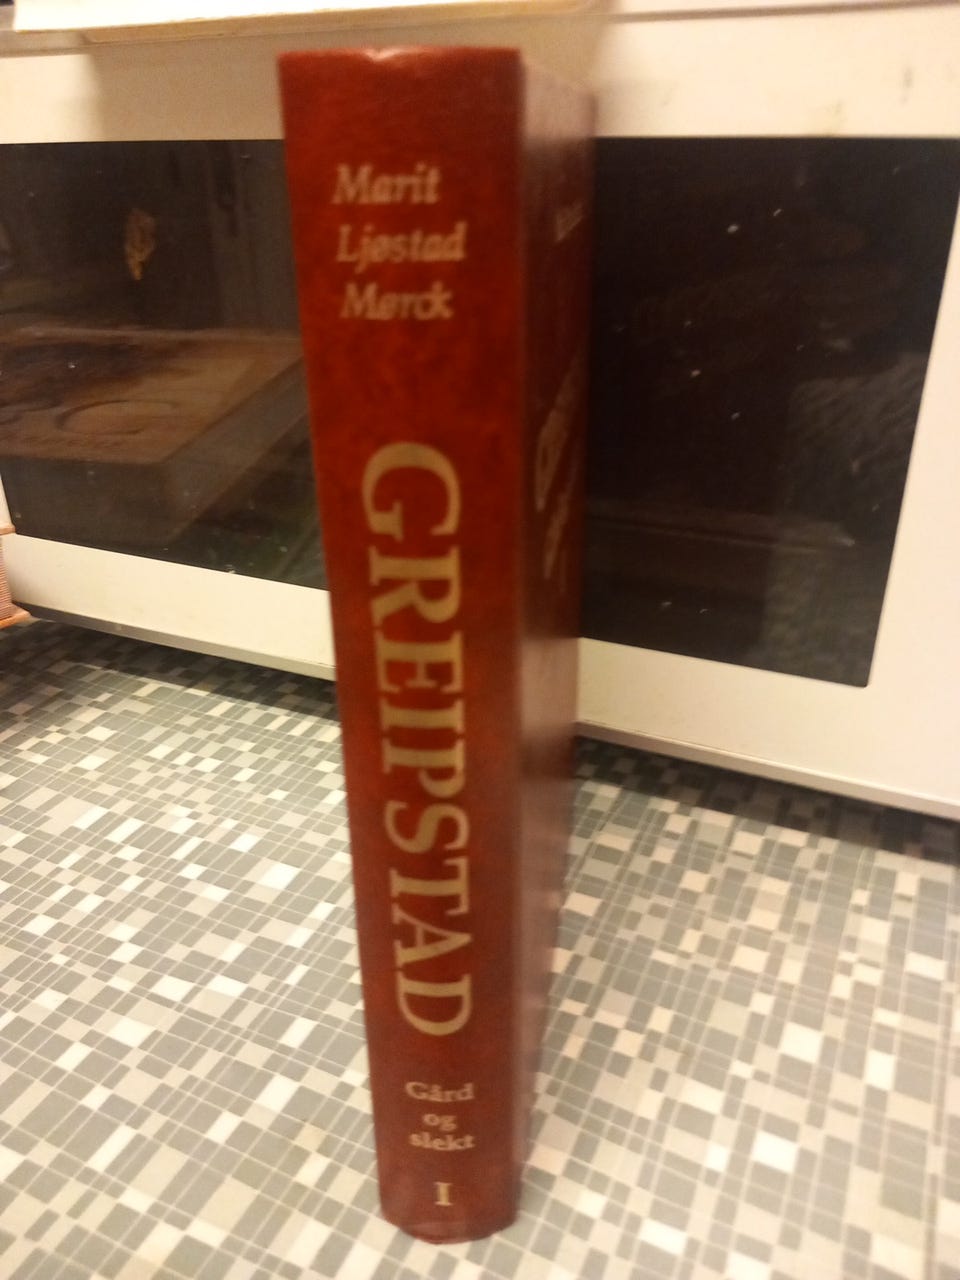 Marit
Ljøstad
Mørck
GREIPSTAD
Gård
og
slekt
I